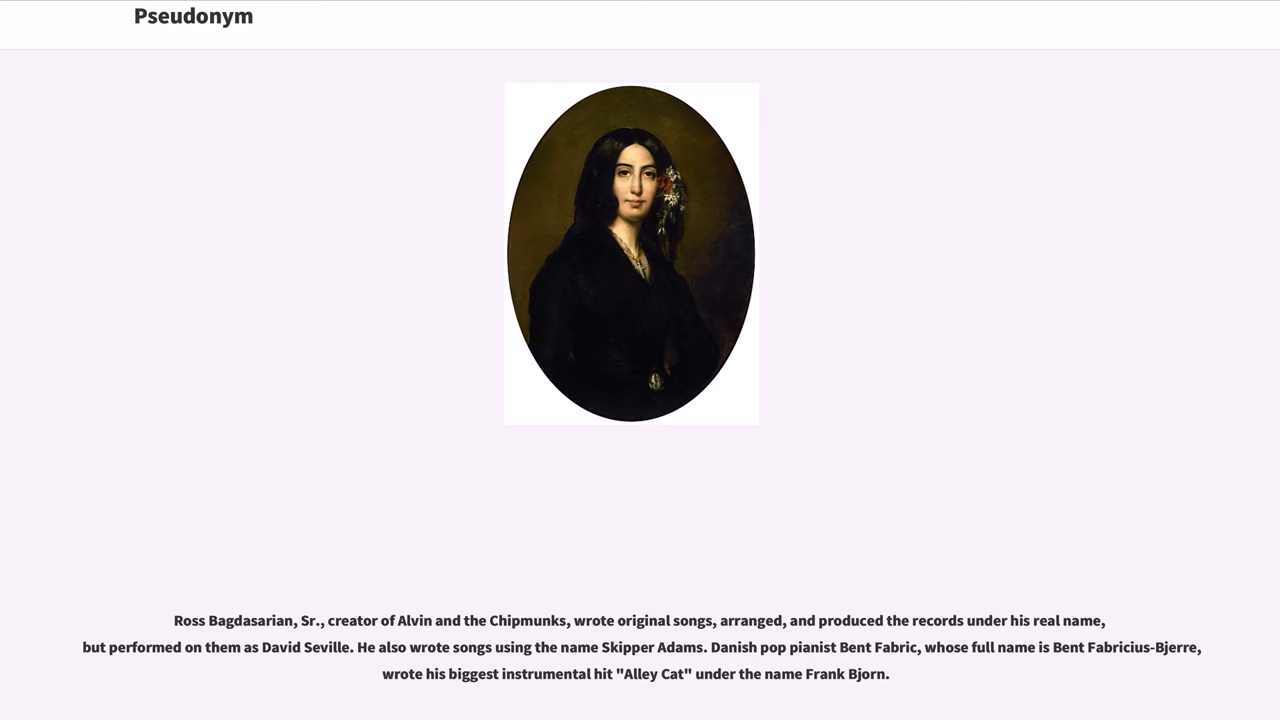 Pseudonym
Ross Bagdasarian, Sr., creator of Alvin and the Chipmunks, wrote original songs, arranged, and produced the records under his real name,
but performed on them as David Seville. He also wrote songs using the name Skipper Adams. Danish pop pianist Bent Fabric, whose full name is Bent Fabricius-Bjerre,
wrote his biggest instrumental hit "Alley Cat" under the name Frank Bjorn.